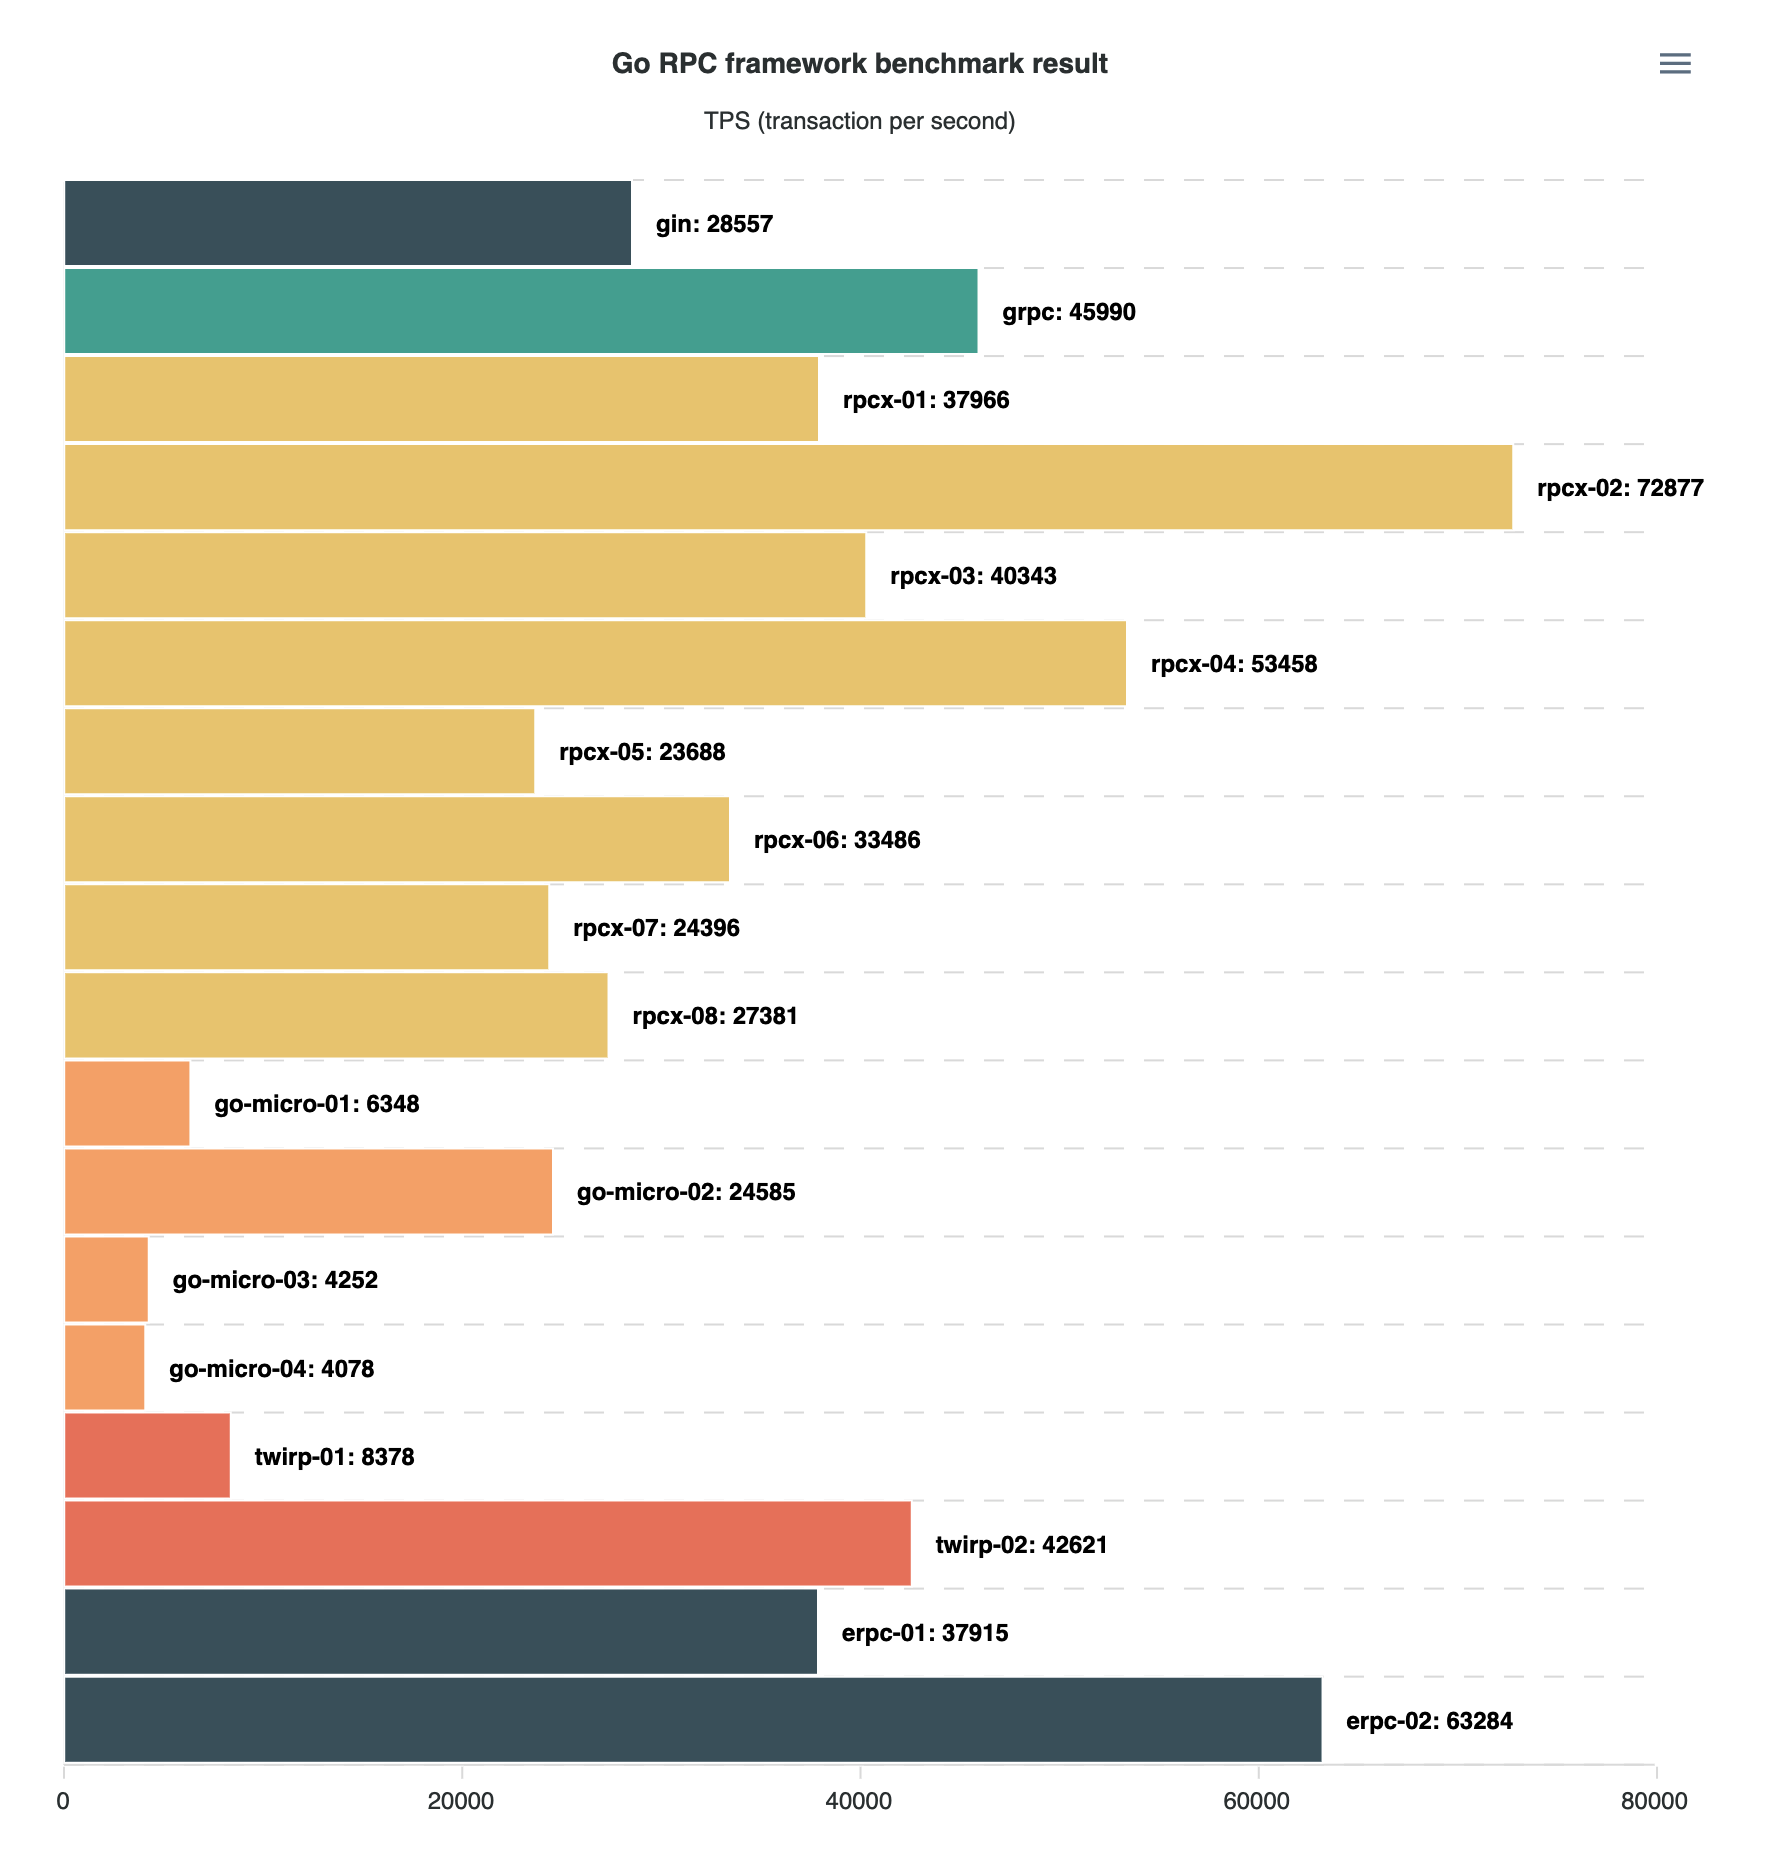 Go RPC framework benchmark result
TPS (transaction per second)
gin: 28557
grpc: 45990
rpcx-01: 37966
rpcx-02: 72877
rpcx-03: 40343
rpcx-04: 53458
rpcx-05: 23688
rpcx-06: 33486
rpcx-07: 24396
rpcx-08: 27381
go-micro-01: 6348
go-micro-02: 24585
go-micro-03: 4252
go-micro-04: 4078
twirp-01: 8378
twirp-02: 42621
erpc-01: 37915
erpc-02: 63284
0 20000 40000 60000 80000